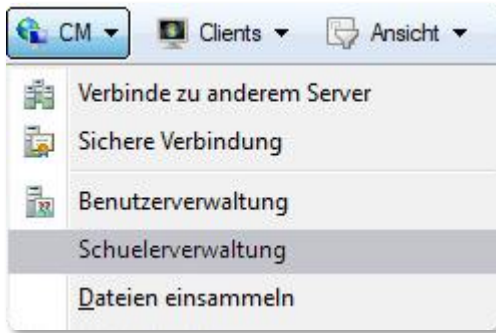 CM Clients Ansicht
Verbinde zu anderem Server
Sichere Verbindung
Benutzerverwaltung
Schuelerverwaltung
Dateien einsammeln